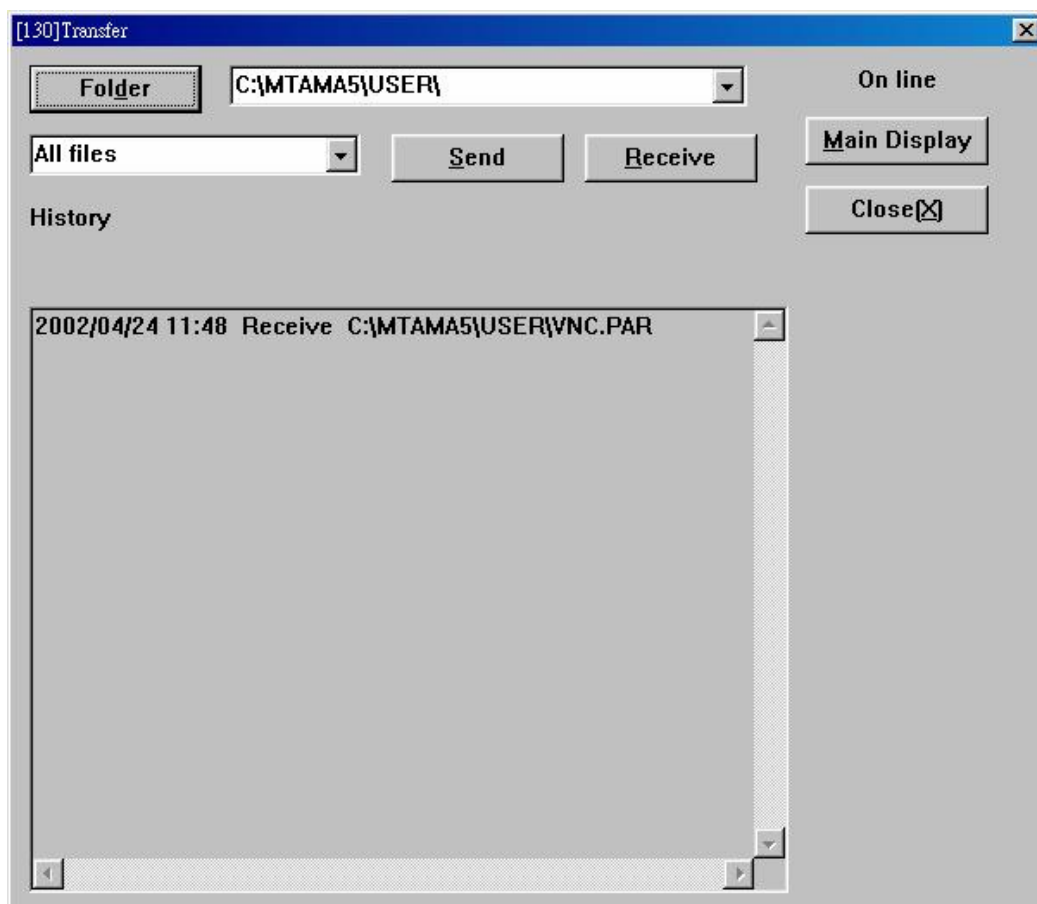 [130]Transfer
Folder
C:\MTAMA5\USER\
On line
All files
Send
Receive
Main Display
History
Close(X)
2002/04/24 11:48 Receive C:\MTAMA5\USER\VNC.PAR